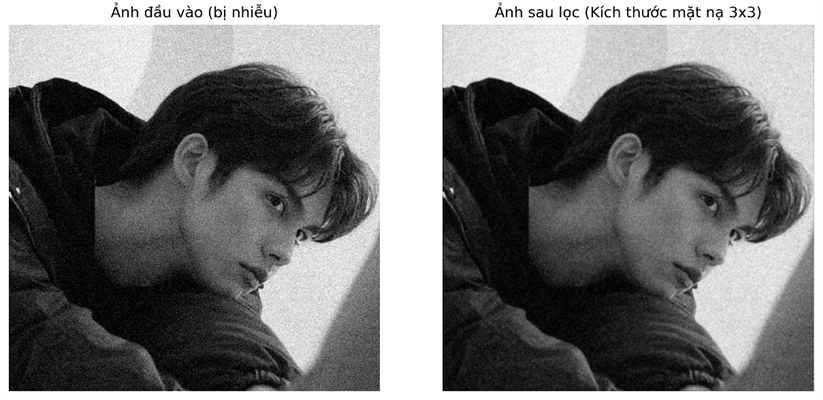 Ảnh đầu vào (bị nhiễu)
Ảnh sau lọc (Kích thước mặt nạ 3x3)